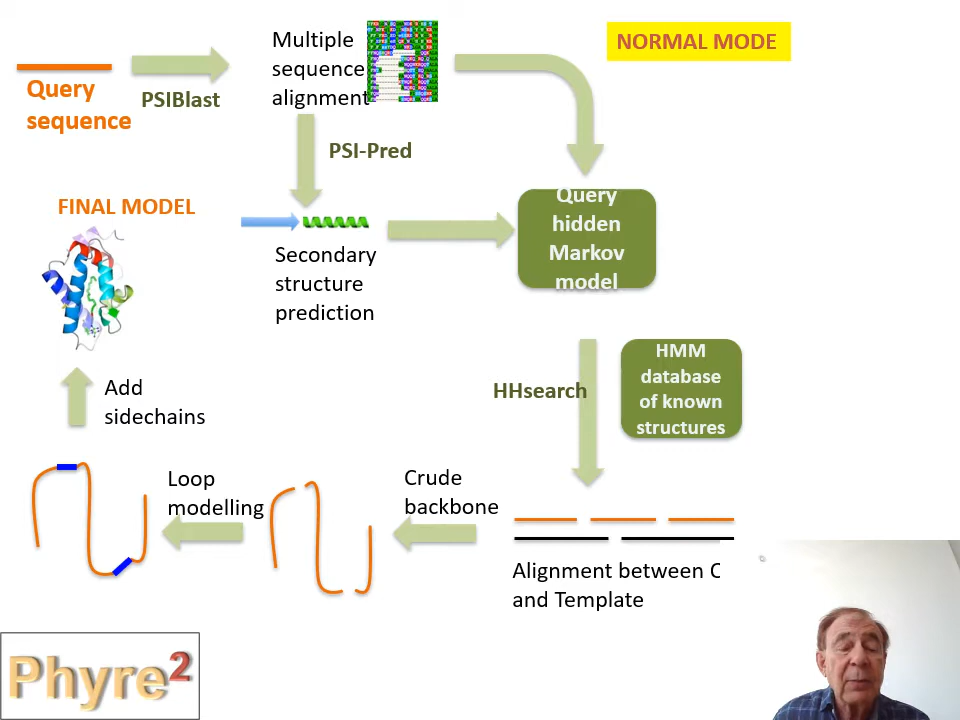 NORMAL MODE
Query
sequence
PSIBlast
Multiple
sequence
alignment
PSI-Pred
Query
hidden
Markov
model
FINAL MODEL
Secondary
structure
prediction
HMM
database
of known
structures
HHsearch
Add
sidechains
Loop
modelling
Crude
backbone
Alignment between
and Template
Phyre2